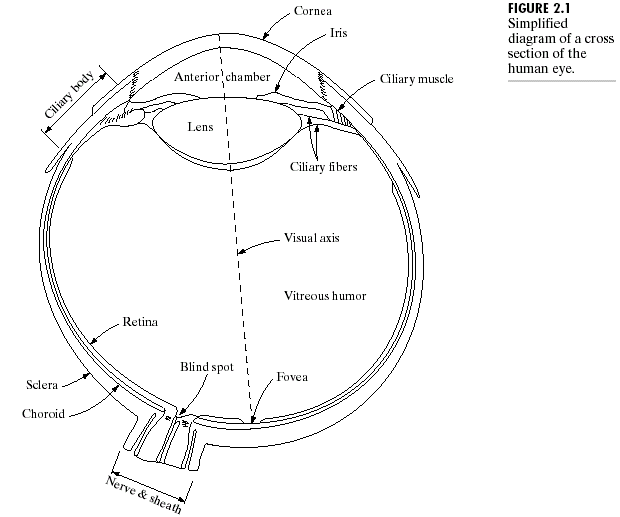 Cornea
FIGURE 2.1
Simplified
diagram of a cross
section of the
human eye.
Iris
Anterior chamber
Ciliary muscle
Ciliary body
Lens
Ciliary fibers
Visual axis
Vitreous humor
Retina
Blind spot
Fovea
Sclera
Choroid
Nerve & sheath